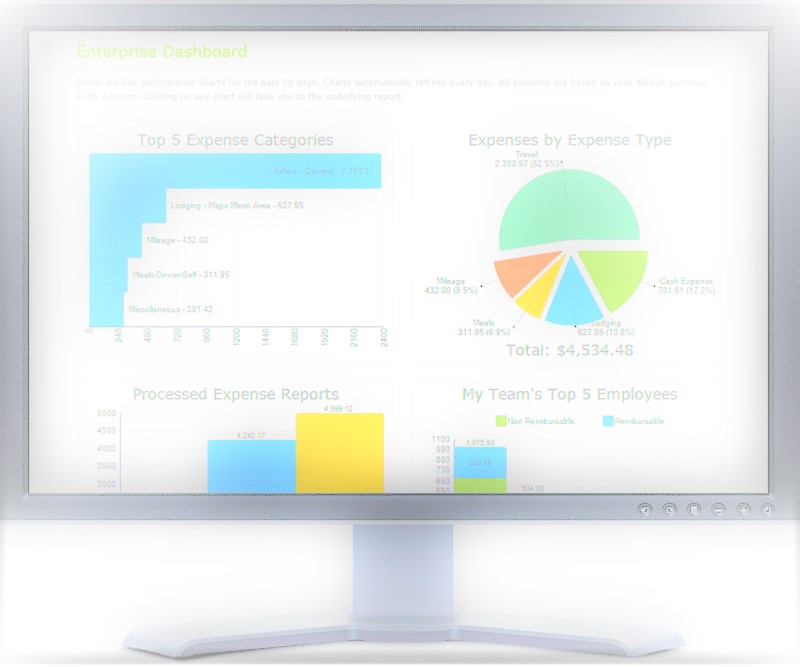 Enterprise Dashboard
Below are key performance charts for the past 90 days. Charts automatically refresh every day. All amounts are based on your default currency
in My Account. Clicking on any chart will take you to the underlying report.
Top 5 Expense Categories
Airfare - General - 2,380.97
Lodging - Major Metro Area - 627.95
Mileage - 432.00
Meals-Dinner-Self - 311.95
Miscellaneous - 281.42
0 240 480 720 960 1200 1440 1680 1920 2160 2400
Expenses by Expense Type
Travel
2,380.97 (52.5%)
Mileage
432.00 (9.5%)
Cash Expense
781.61 (17.2%)
Meals
311.95 (6.9%)
Lodging
627.95 (13.8%)
Total: $4,534.48
Processed Expense Reports
4,999.12
5000
4500
4,242.17
4000
3500
3000
My Team's Top 5 Employees
Non Reimbursable
Reimbursable
1100
1,015.93
990
880
770
660
534.00
550